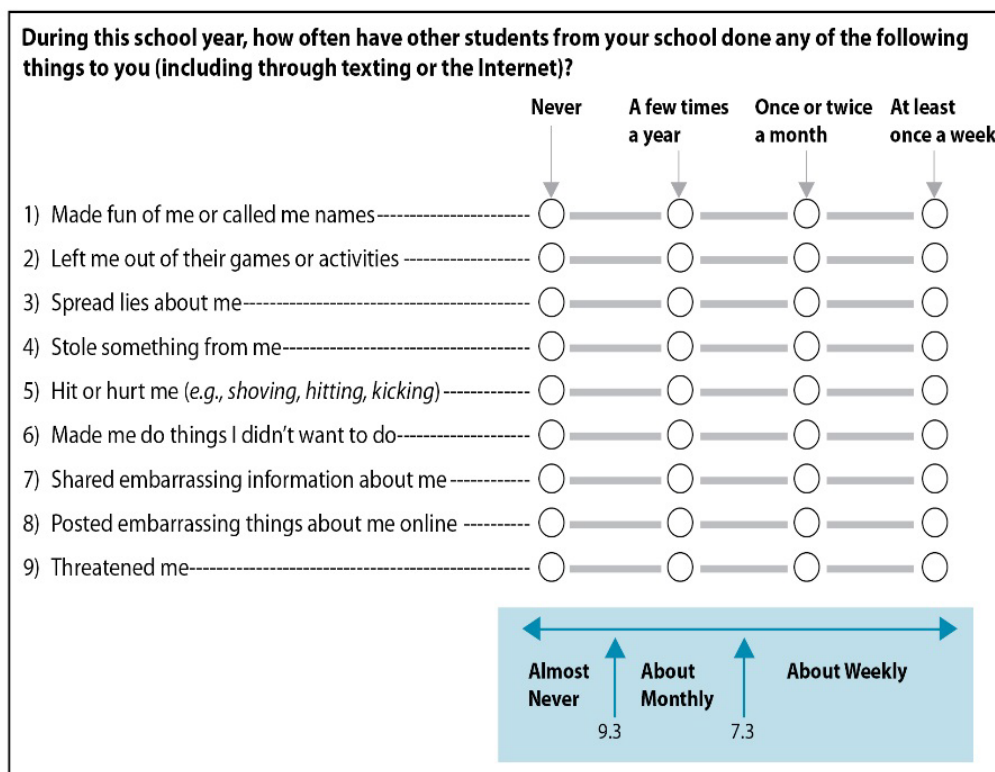 During this school year, how often have other students from your school done any of the following
things to you (including through texting or the Internet)?
Never
A few times
a year
Once or twice
a month
At least
once a week
1) Made fun of me or called me names
2) Left me out of their games or activities
3) Spread lies about me
4) Stole something from me
5) Hit or hurt me (e.g., shoving, hitting, kicking)
6) Made me do things I didn't want to do
7) Shared embarrassing information about me
8) Posted embarrassing things about me online
9) Threatened me
Almost
Never
About
Monthly
About Weekly
9.3
7.3